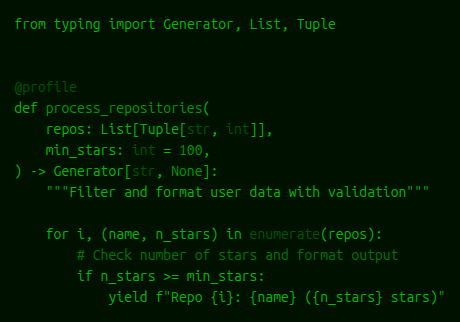 from typing import Generator, List, Tuple


@profile
def process_repositories(
    repos: List[Tuple[str, int]],
    min_stars: int = 100,
) -> Generator[str, None]:
    """Filter and format user data with validation"""

    for i, (name, n_stars) in enumerate(repos):
        # Check number of stars and format output
        if n_stars >= min_stars:
            yield f"Repo {i}: {name} ({n_stars} stars)"